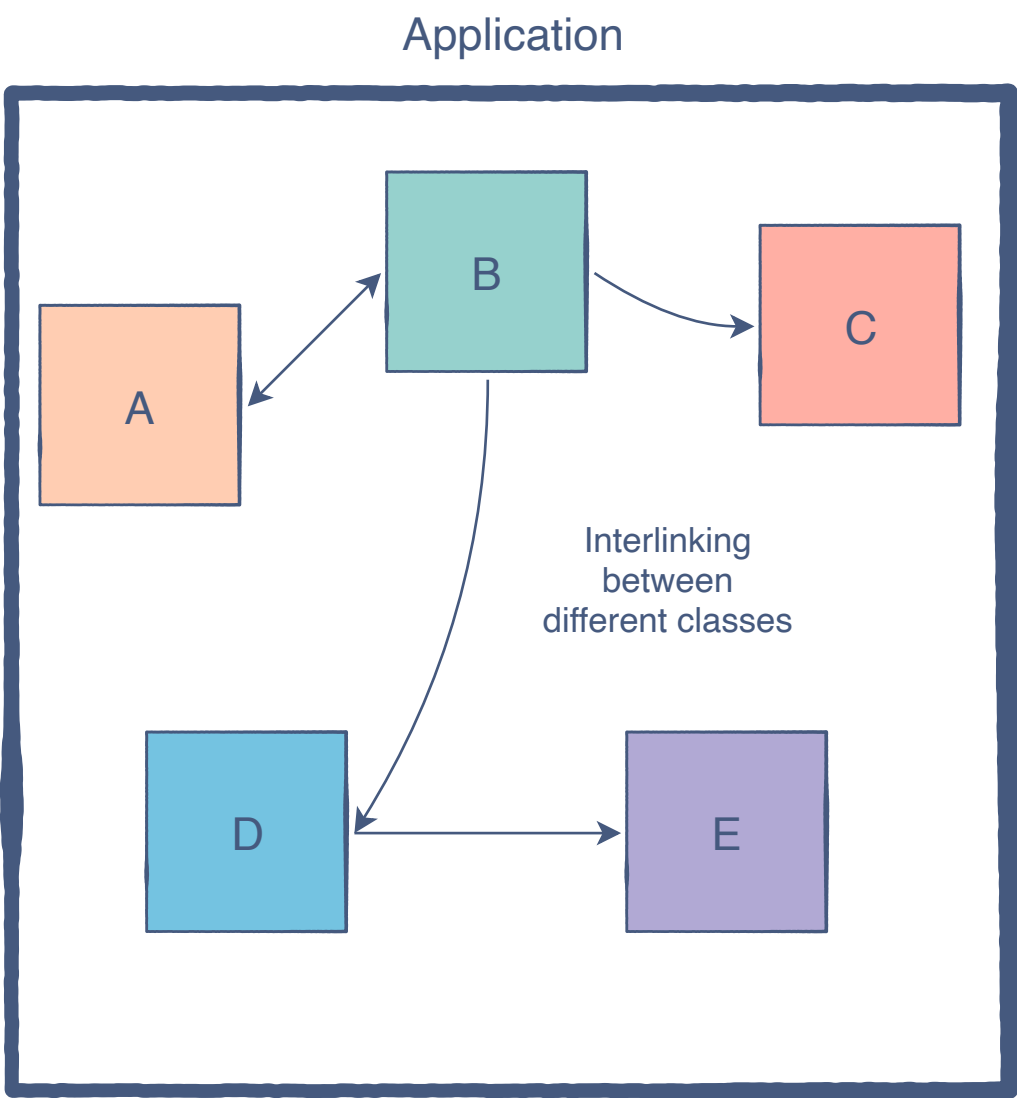 Application
B
C
A
Interlinking
between
different classes
D
E